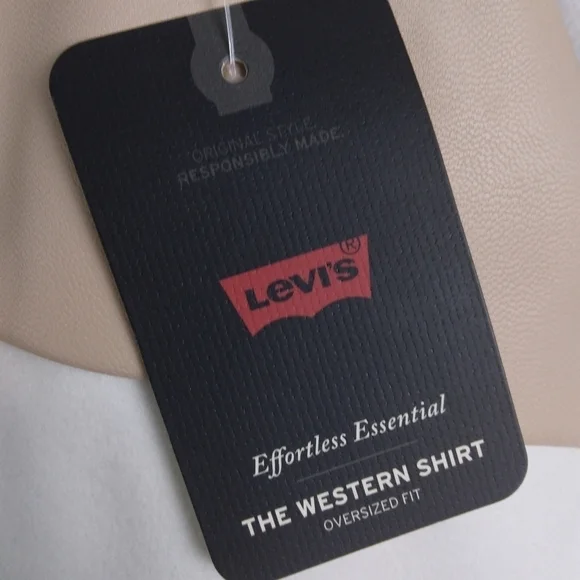 ORIGINAL STYLE.
RESPONSIBLY MADE.
LEVI'S®
Effortless Essential
THE WESTERN SHIRT
OVERSIZED FIT